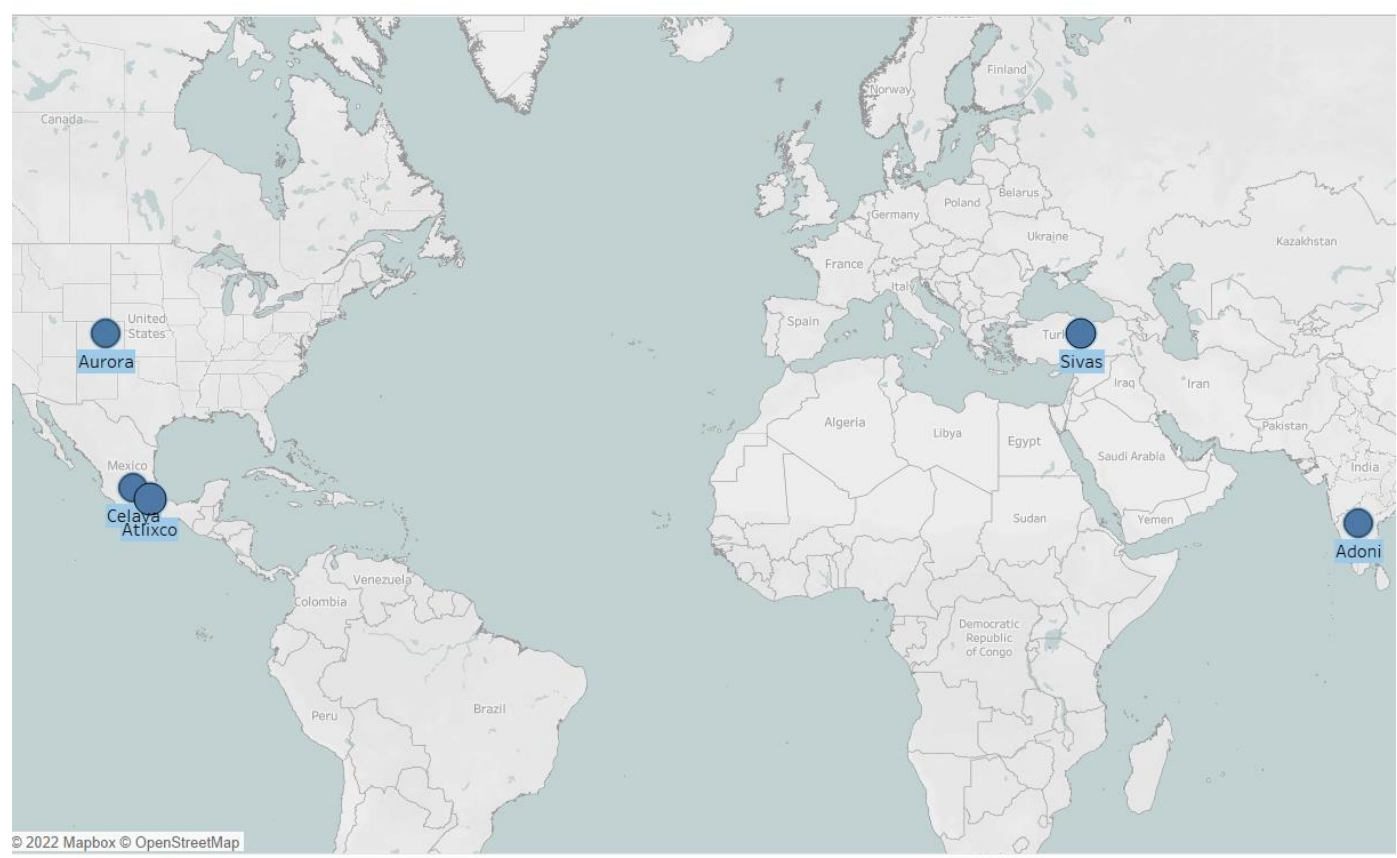 Finland
Norway
Canada
Belarus
Poland
Germany
Ukraine
Kazakhstan
France
Italy
United
States
Spain
Aurora
Sivas
Iraq
Iran
Algeria
Libya
Egypt
Pakistan
Saudi Arabia
Mexico
India
Celaya
Atlixco
Sudan
Yemen
Adoni
Venezuela
Colombia
Democratic
Republic
of Congo
Peru
Brazil
© 2022 Mapbox © OpenStreetMap